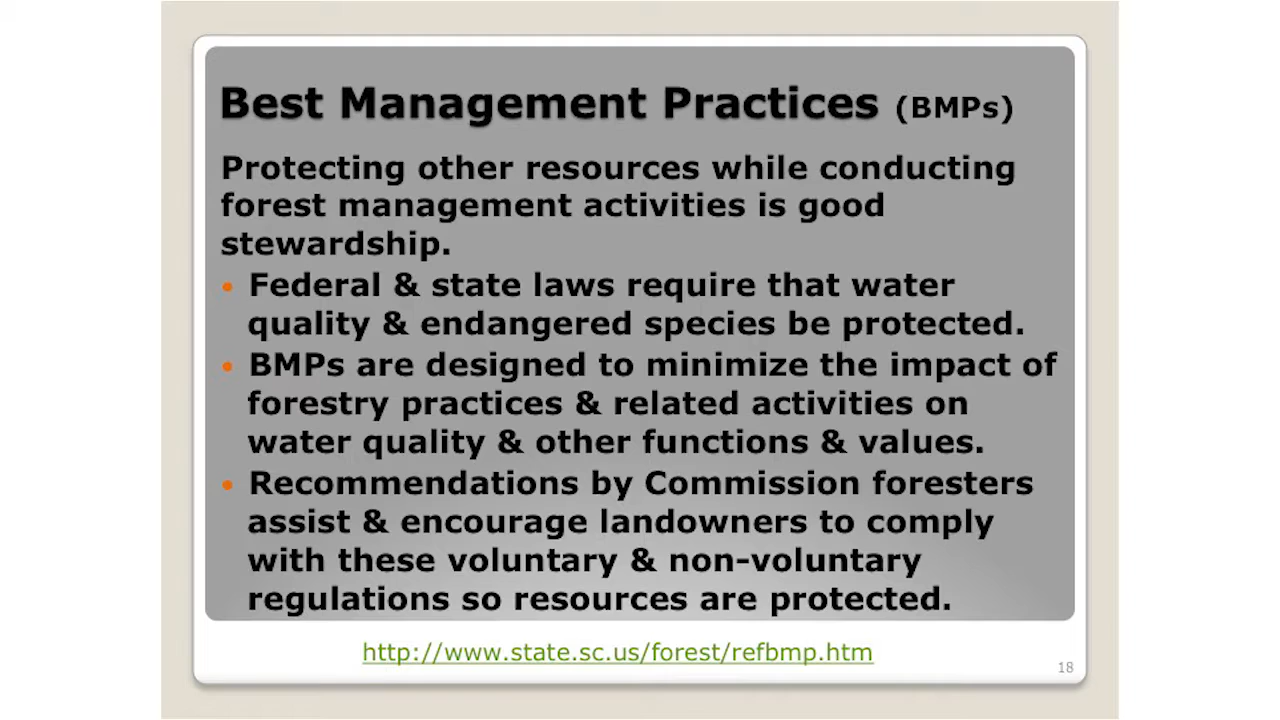 Best Management Practices (BMPs)
Protecting other resources while conducting
forest management activities is good
stewardship.
• Federal & state laws require that water
quality & endangered species be protected.
• BMPs are designed to minimize the impact of
forestry practices & related activities on
water quality & other functions & values.
• Recommendations by Commission foresters
assist & encourage landowners to comply
with these voluntary & non-voluntary
regulations so resources are protected.
http://www.state.sc.us/forest/refbmp.htm
18